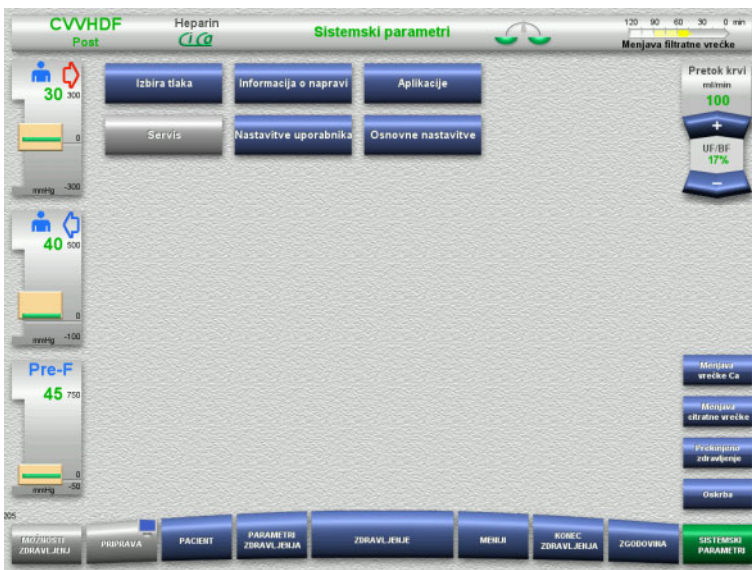 CVVHDF
Post
Heparin
CiCa
Sistemski parametri
120 90 60 30 0 min
Menjava filtratne vrečke
30 300
0
mmHg -300
Izbira tlaka
Informacija o napravi
Aplikacije
Servis
Nastavitve uporabnika
Osnovne nastavitve
Pretok krvi
ml/min
100
+
UF/BF
17%
−
40 500
0
mmHg -100
Pre-F
45 750
0
mmHg -50
Menjava
vrečke Ca
Menjava
citratne vrečke
Prekinjeno
zdravljenje
Oskrba
205
MOŽNOSTI
ZDRAVLJENJ
PRIPRAVA
PACIENT
PARAMETRI
ZDRAVLJENJA
ZDRAVLJENJE
MENIJI
KONEC
ZDRAVLJENJA
ZGODOVINA
SISTEMSKI
PARAMETRI